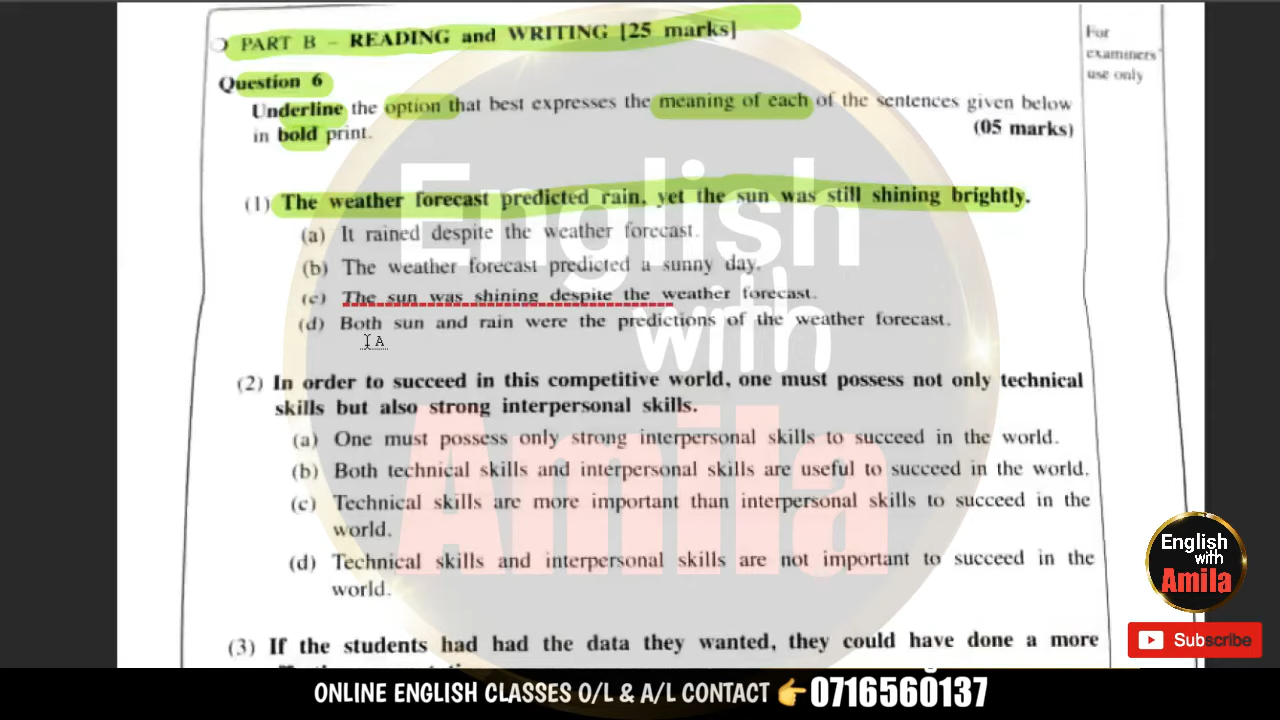 PART B – READING and WRITING [25 marks]
For
examiners'
use only
Question 6
Underline the option that best expresses the meaning of each of the sentences given below
in bold print.
(05 marks)
(1) The weather forecast predicted rain, yet the sun was still shining brightly.
(a) It rained despite the weather forecast.
(b) The weather forecast predicted a sunny day.
(c) The sun was shining despite the weather forecast.
(d) Both sun and rain were the predictions of the weather forecast.
(2) In order to succeed in this competitive world, one must possess not only technical
skills but also strong interpersonal skills.
(a) One must possess only strong interpersonal skills to succeed in the world.
(b) Both technical skills and interpersonal skills are useful to succeed in the world.
(c) Technical skills are more important than interpersonal skills to succeed in the
world.
(d) Technical skills and interpersonal skills are not important to succeed in the
world.
(3) If the students had had the data they wanted, they could have done a more
English
with
Amila
English
with
Amila
Subscribe
ONLINE ENGLISH CLASSES O/L & A/L CONTACT 👉 0716560137